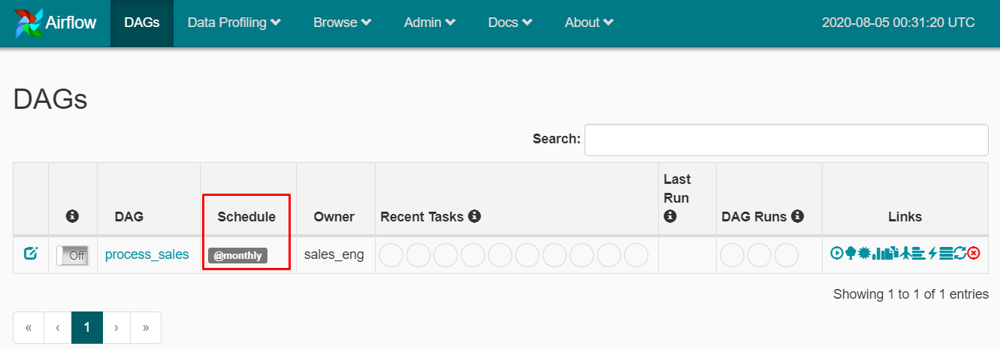 Airflow DAGs Data Profiling Browse Admin Docs About 2020-08-05 00:31:20 UTC
DAGs
Search:
DAG Schedule Owner Recent Tasks Last Run DAG Runs Links
Off process_sales @monthly sales_eng
Showing 1 to 1 of 1 entries
« ‹ 1 › »